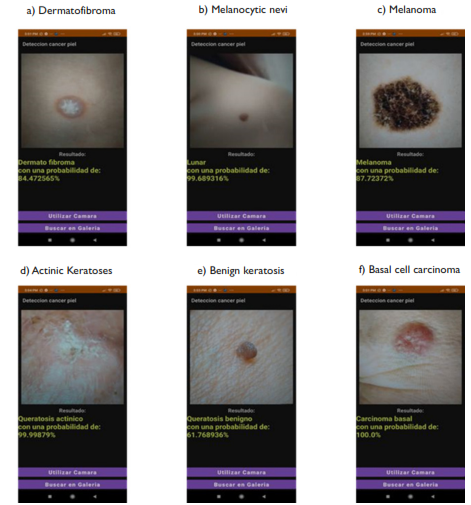 a) Dermatofibroma
b) Melanocytic nevi
c) Melanoma
Deteccion cancer piel
Deteccion cancer piel
Deteccion cancer piel
Resultado:
Dermato fibroma
con una probabilidad de:
84.472565%
Utilizar Camara
Buscar en Galeria
Resultado:
Lunar
con una probabilidad de:
99.689316%
Utilizar Camara
Buscar en Galeria
Resultado:
Melanoma
con una probabilidad de:
87.72372%
Utilizar Camara
Buscar en Galeria
d) Actinic Keratoses
e) Benign keratosis
f) Basal cell carcinoma
Deteccion cancer piel
Deteccion cancer piel
Deteccion cancer piel
Resultado:
Queratosis actinico
con una probabilidad de:
99.99879%
Utilizar Camara
Buscar en Galeria
Resultado:
Queratosis benigno
con una probabilidad de:
61.768936%
Utilizar Camara
Buscar en Galeria
Resultado:
Carcinoma basal
con una probabilidad de:
100.0%
Utilizar Camara
Buscar en Galeria